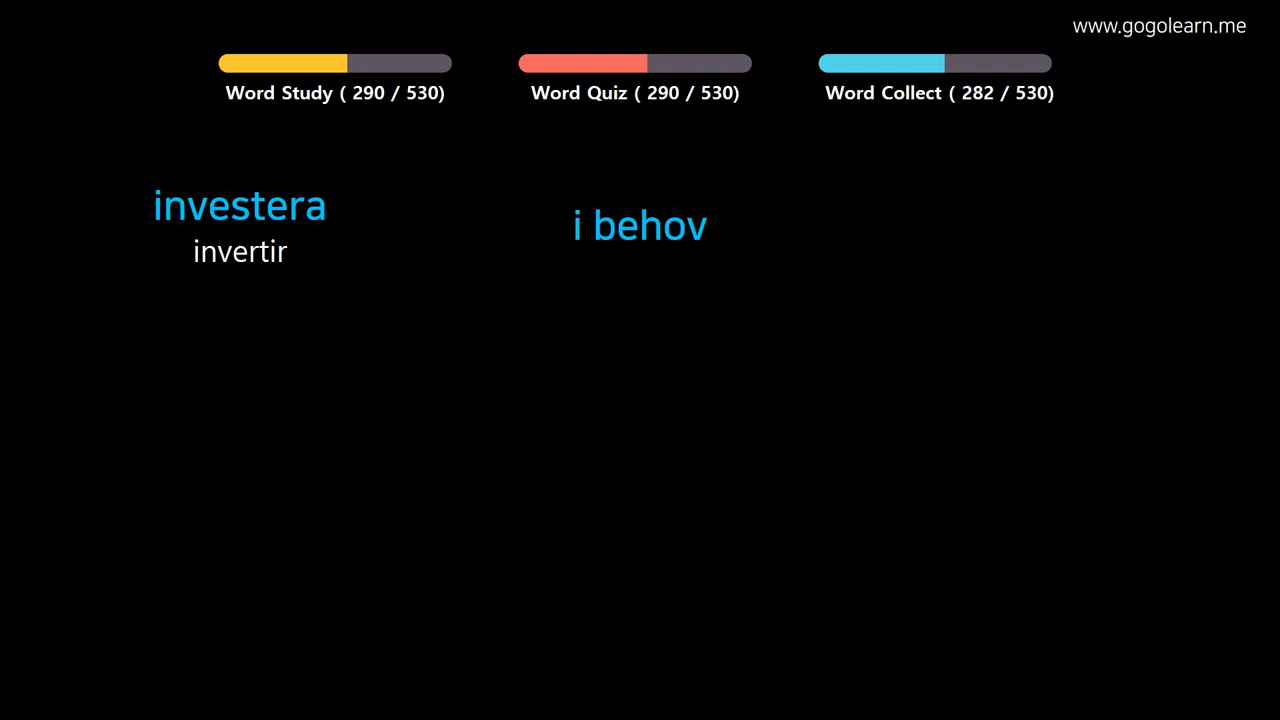 www.gogolearn.me
Word Study ( 290 / 530)
Word Quiz ( 290 / 530)
Word Collect ( 282 / 530)
investera
invertir
i behov